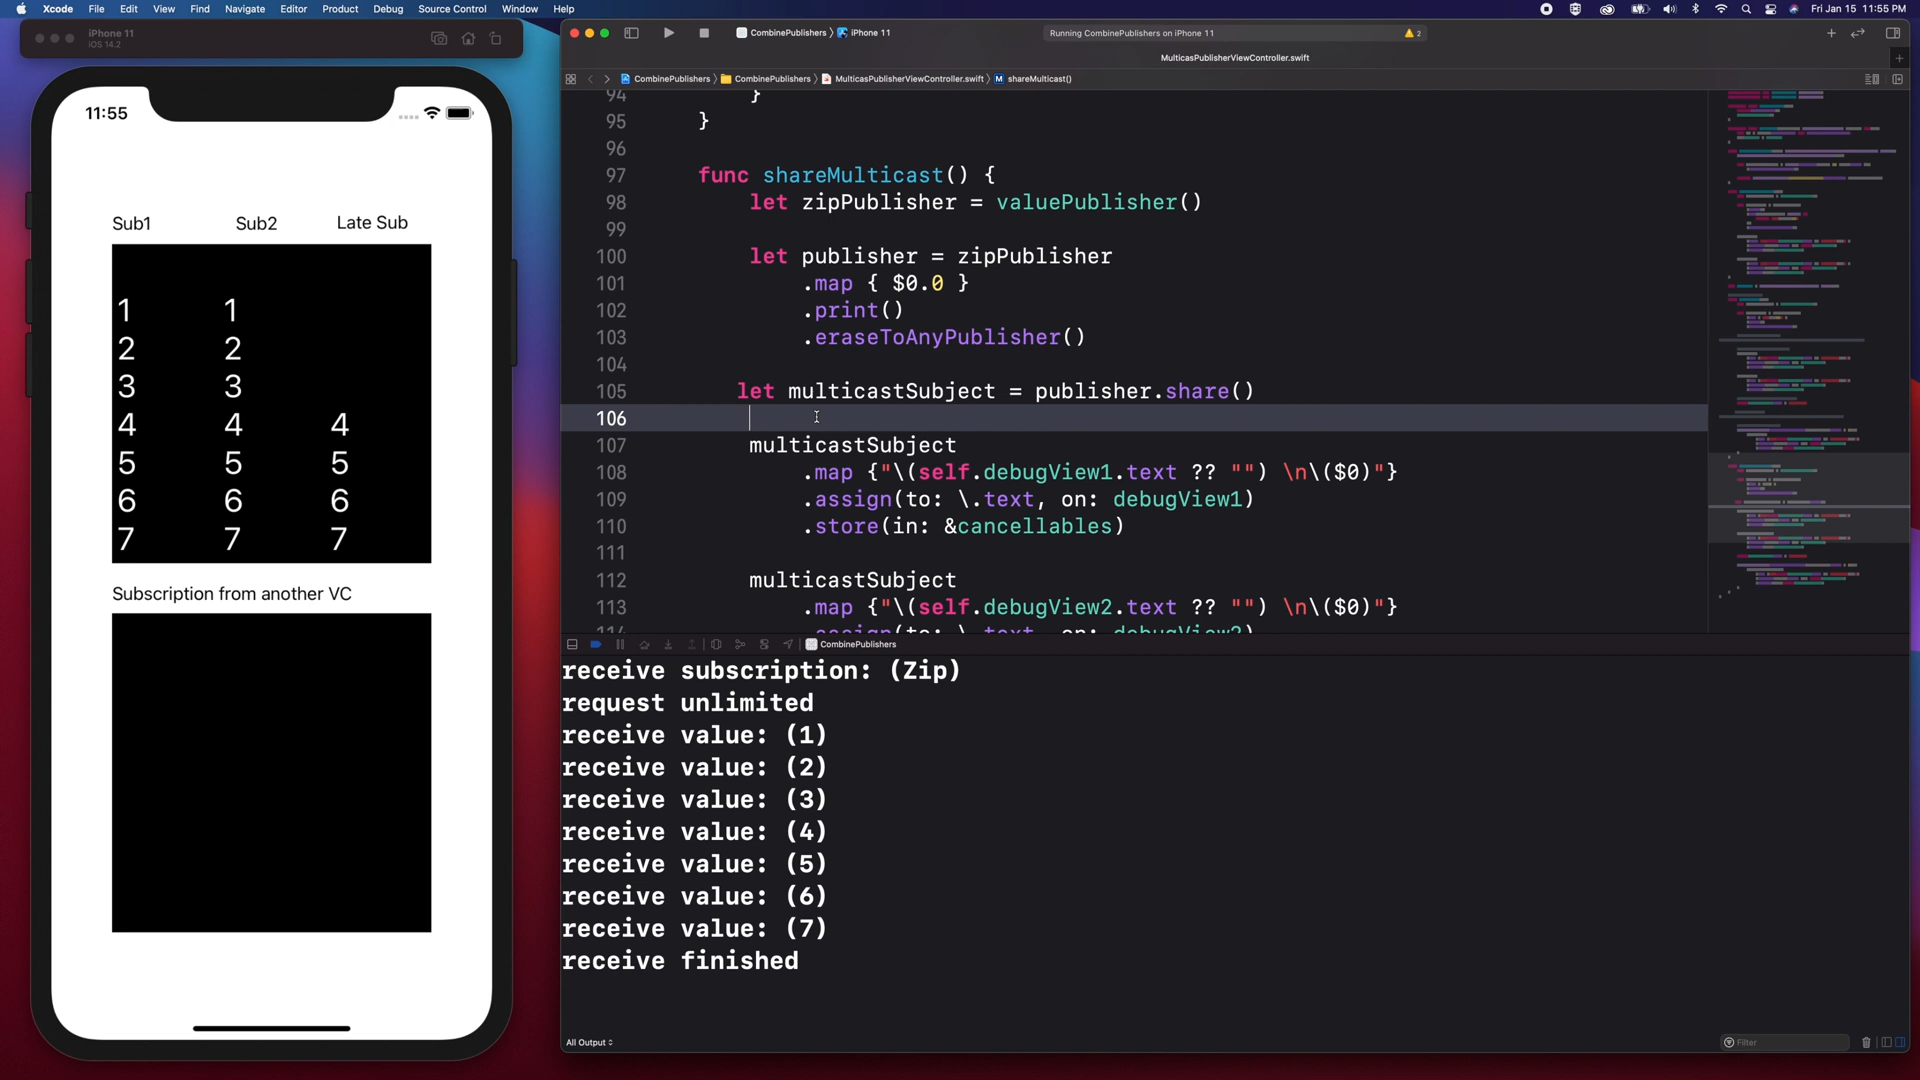 Xcode File Edit View Find Navigate Editor Product Debug Source Control Window Help
Fri Jan 15 11:55 PM
iPhone 11
iOS 14.2
11:55
Sub1 Sub2 Late Sub
1 1
2 2
3 3
4 4 4
5 5 5
6 6 6
7 7 7
Subscription from another VC
CombinePublishers 〉 iPhone 11
Running CombinePublishers on iPhone 11
2
MulticasPublisherViewController.swift
CombinePublishers 〉 CombinePublishers 〉 MulticasPublisherViewController.swift 〉 M shareMulticast()
94 }
95 }
96
97 func shareMulticast() {
98 let zipPublisher = valuePublisher()
99
100 let publisher = zipPublisher
101 .map { $0.0 }
102 .print()
103 .eraseToAnyPublisher()
104
105 let multicastSubject = publisher.share()
106
107 multicastSubject
108 .map {"\(self.debugView1.text ?? "") \n\($0)"}
109 .assign(to: \.text, on: debugView1)
110 .store(in: &cancellables)
111
112 multicastSubject
113 .map {"\(self.debugView2.text ?? "") \n\($0)"}
114 .assign(to: \.text, on: debugView2)
CombinePublishers
receive subscription: (Zip)
request unlimited
receive value: (1)
receive value: (2)
receive value: (3)
receive value: (4)
receive value: (5)
receive value: (6)
receive value: (7)
receive finished
All Output
Filter